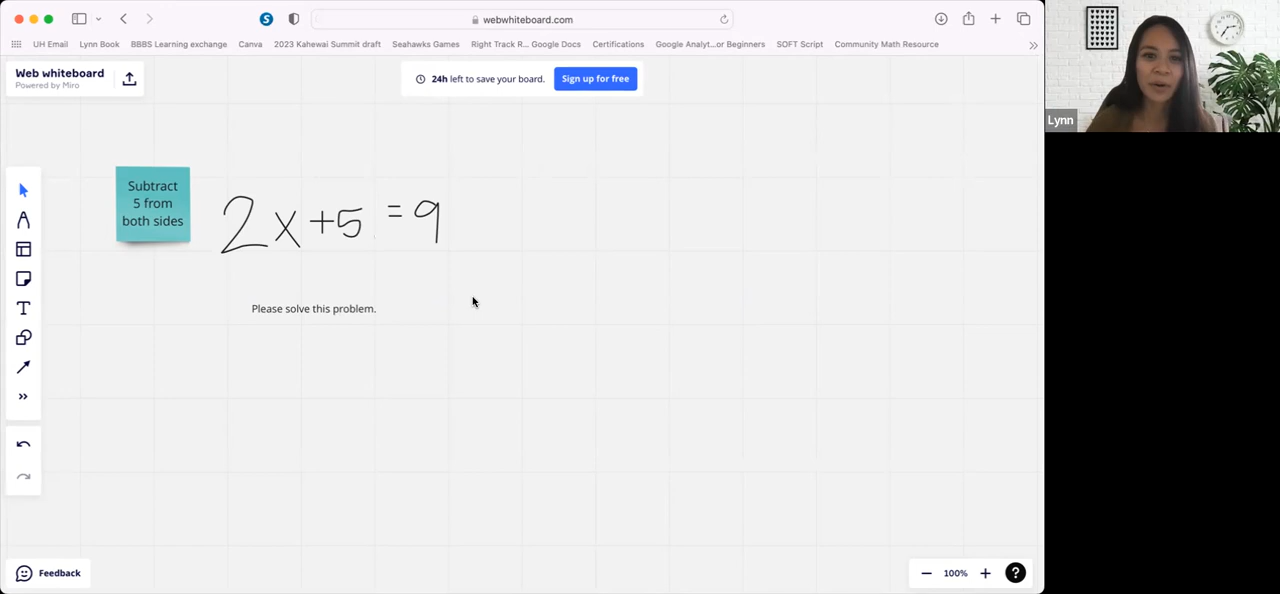 webwhiteboard.com
UH Email Lynn Book BBBS Learning exchange Canva 2023 Kahewai Summit draft Seahawks Games Right Track R... Google Docs Certifications Google Analyt...or Beginners SOFT Script Community Math Resource
Web whiteboard
Powered by Miro
24h left to save your board. Sign up for free
Lynn
Subtract
5 from
both sides
2x+5=9
Please solve this problem.
T
Feedback
100%
?